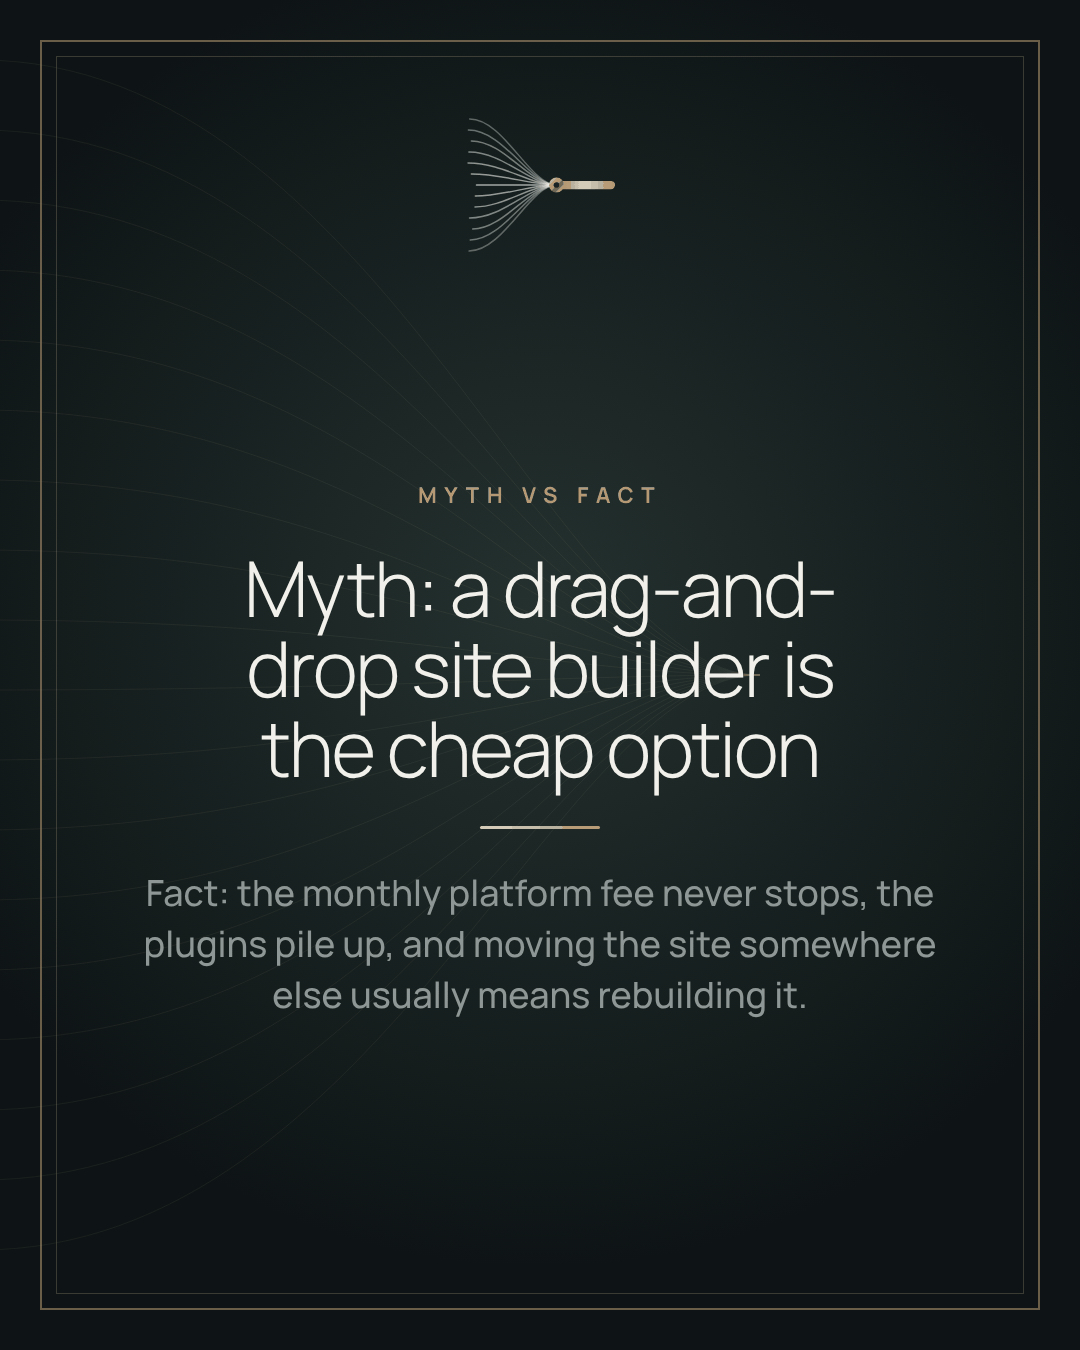 MYTH VS FACT
Myth: a drag-and-
drop site builder is
the cheap option
Fact: the monthly platform fee never stops, the
plugins pile up, and moving the site somewhere
else usually means rebuilding it.